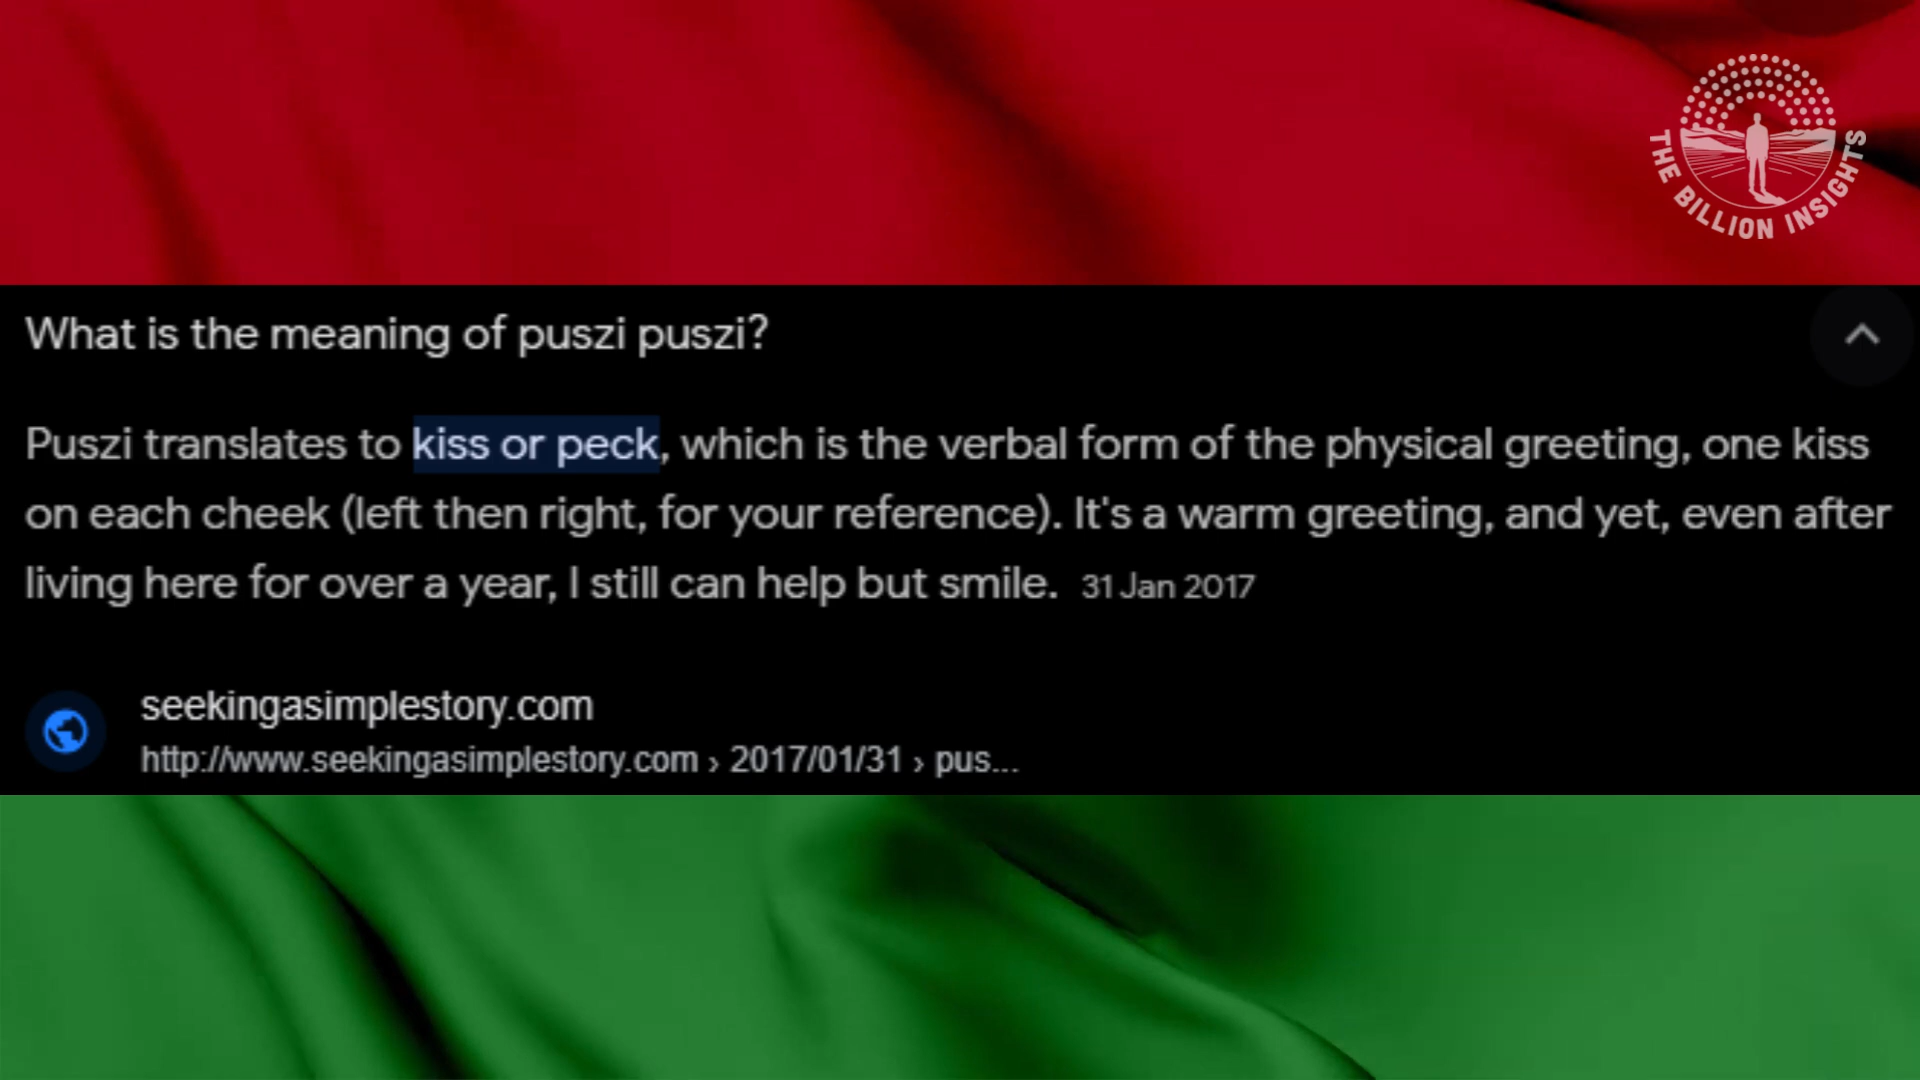 THE BILLION INSIGHTS
What is the meaning of puszi puszi?
Puszi translates to kiss or peck, which is the verbal form of the physical greeting, one kiss
on each cheek (left then right, for your reference). It's a warm greeting, and yet, even after
living here for over a year, I still can help but smile. 31 Jan 2017
seekingasimplestory.com
http://www.seekingasimplestory.com › 2017/01/31 › pus...